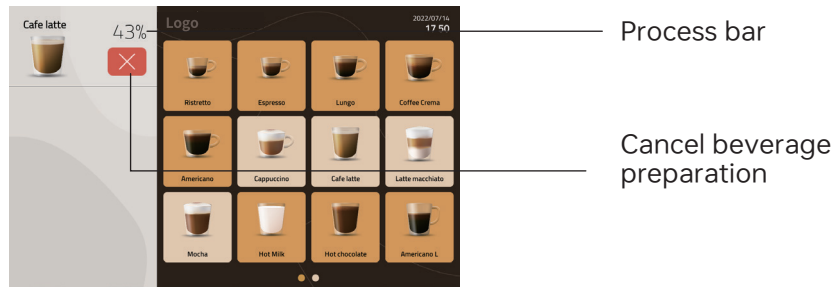 Cafe latte
43%
Logo
2022/07/14
17 50
Ristretto
Espresso
Lungo
Coffee Crema
Americano
Cappuccino
Cafe latte
Latte macchiato
Mocha
Hot Milk
Hot chocolate
Americano L
Process bar
Cancel beverage
preparation